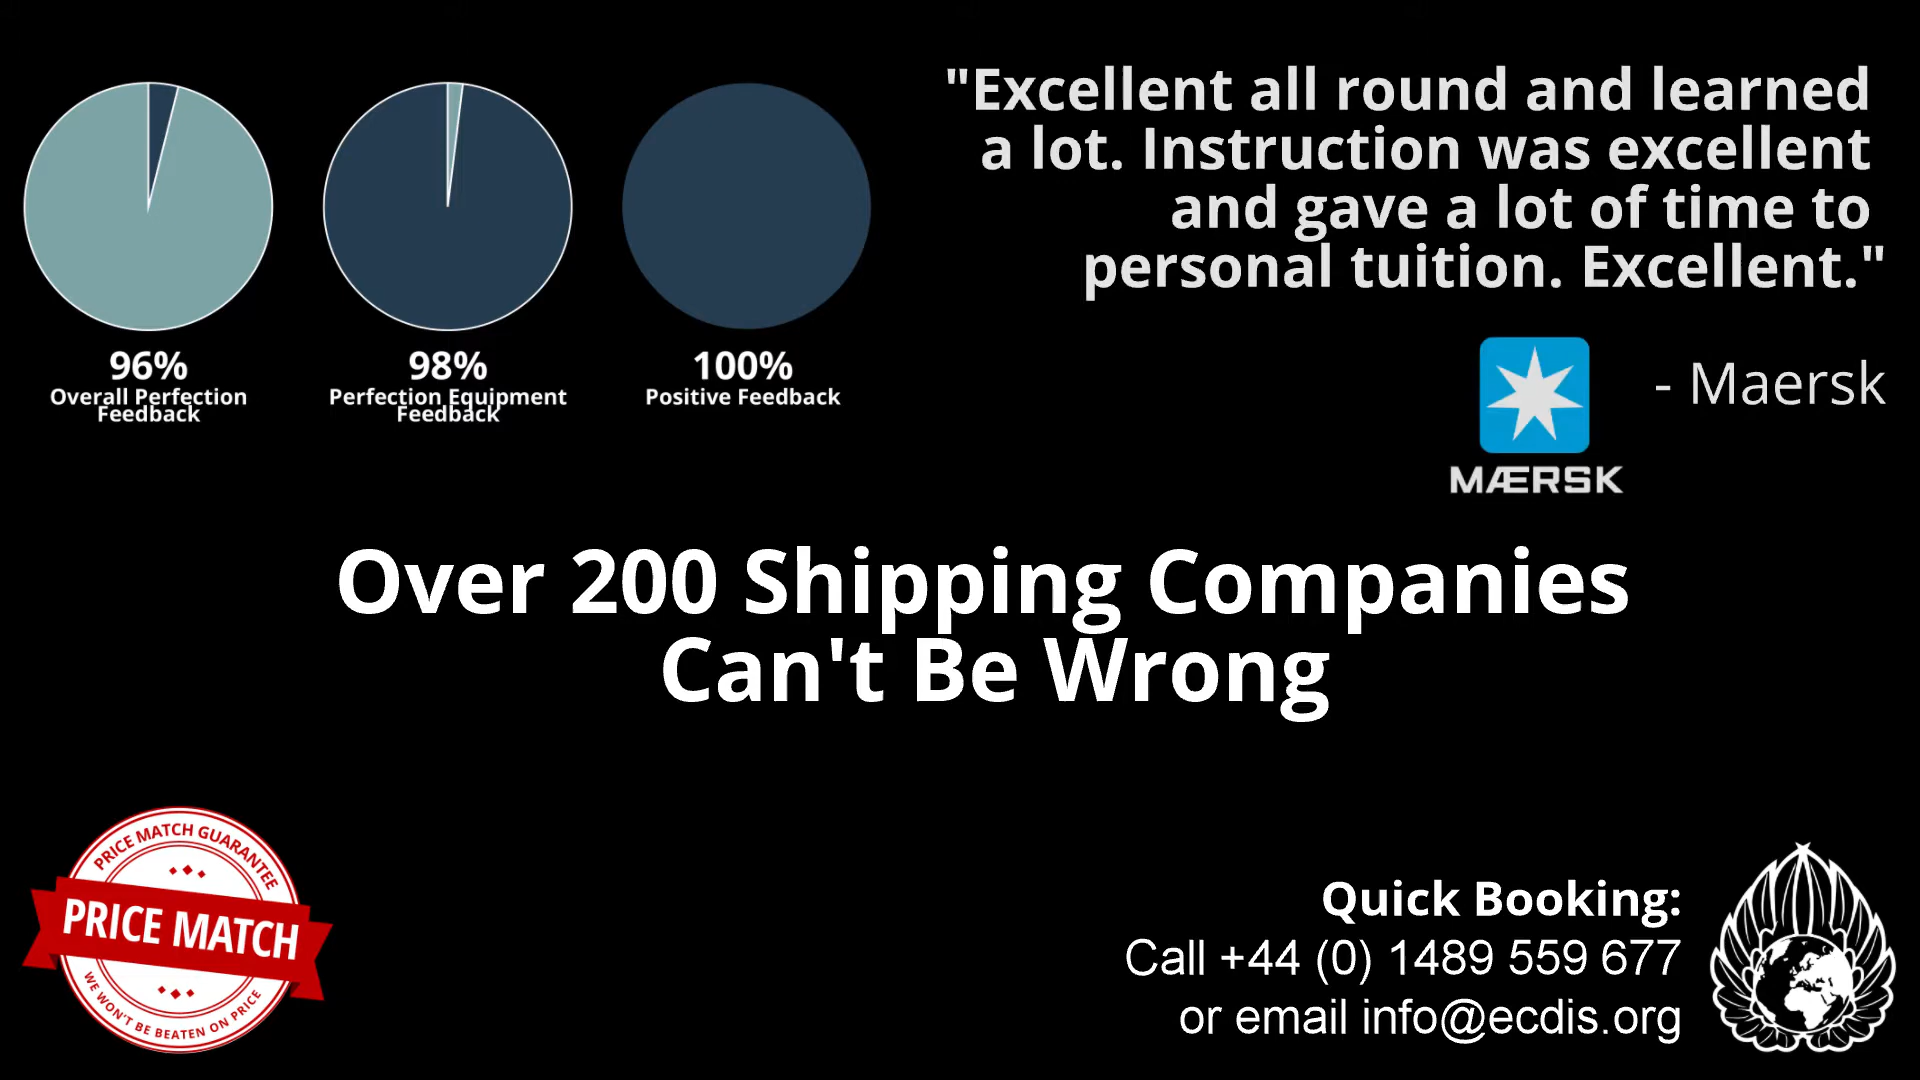 96%
Overall Perfection
Feedback
98%
Perfection Equipment
Feedback
100%
Positive Feedback
"Excellent all round and learned
a lot. Instruction was excellent
and gave a lot of time to
personal tuition. Excellent."
- Maersk
MÆRSK
Over 200 Shipping Companies
Can't Be Wrong
PRICE MATCH GUARANTEE
PRICE MATCH
WE WON'T BE BEATEN ON PRICE
Quick Booking:
Call +44 (0) 1489 559 677
or email info@ecdis.org